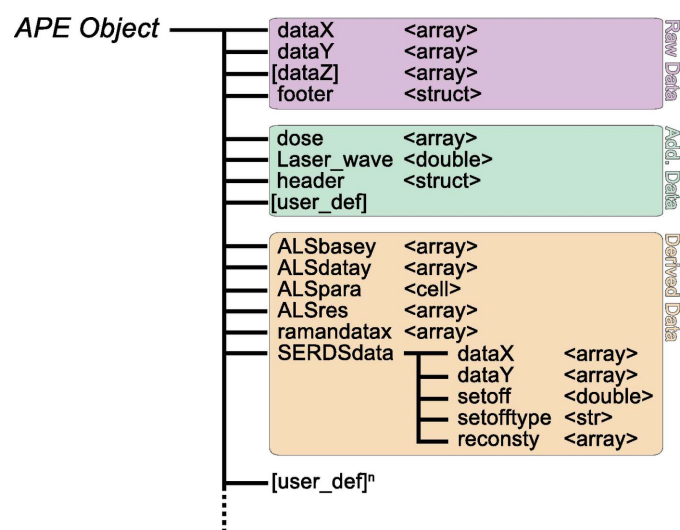 APE Object
dataX <array>
dataY <array>
[dataZ] <array>
footer <struct>
Raw Data
dose <array>
Laser_wave <double>
header <struct>
[user_def]
Add. Data
ALSbasey <array>
ALSdatay <array>
ALSpara <cell>
ALSres <array>
ramandatax <array>
SERDSdata
dataX <array>
dataY <array>
setoff <double>
setofftype <str>
reconsty <array>
Derived Data
[user_def]ⁿ